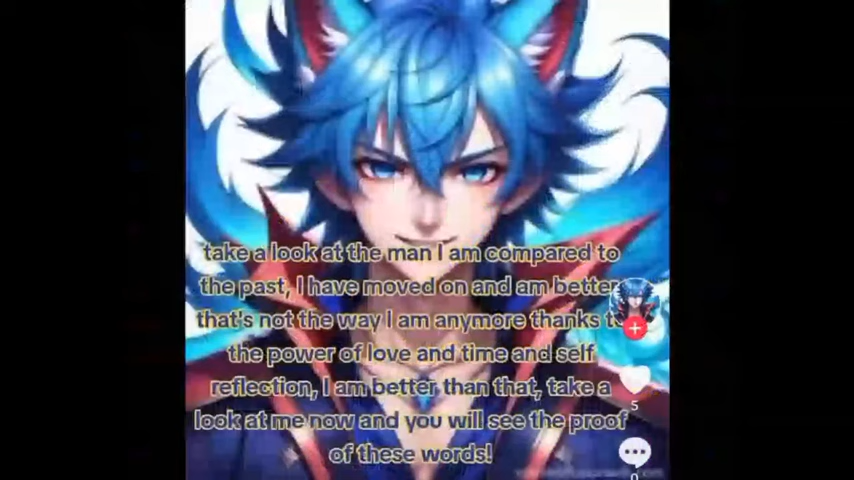 take a look at the man I am compared to
the past, I have moved on and am better
that's not the way I am anymore thanks to
the power of love and time and self
reflection, I am better than that, take a
look at me now and you will see the proof
of these words!
5
0